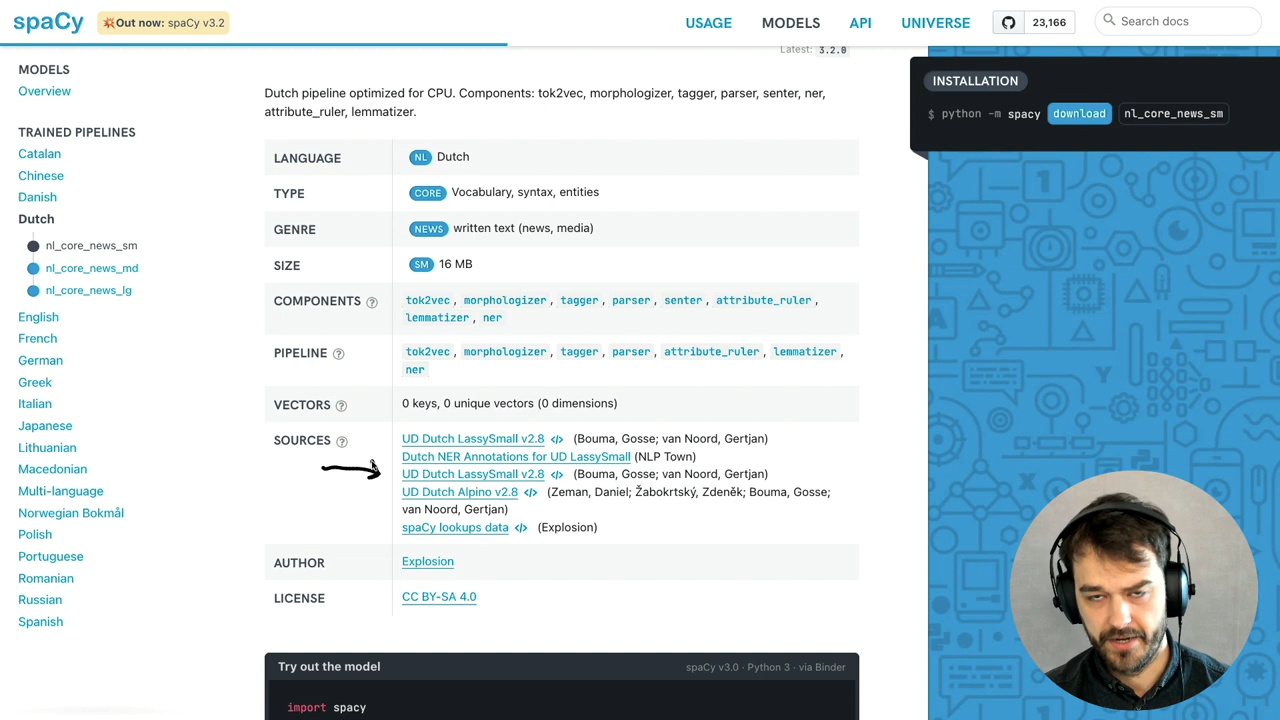 spaCy
💥Out now: spaCy v3.2
USAGE
MODELS
API
UNIVERSE
23,166
Search docs
MODELS
Overview
TRAINED PIPELINES
Catalan
Chinese
Danish
Dutch
nl_core_news_sm
nl_core_news_md
nl_core_news_lg
English
French
German
Greek
Italian
Japanese
Lithuanian
Macedonian
Multi-language
Norwegian Bokmål
Polish
Portuguese
Romanian
Russian
Spanish
Latest: 3.2.0
Dutch pipeline optimized for CPU. Components: tok2vec, morphologizer, tagger, parser, senter, ner,
attribute_ruler, lemmatizer.
LANGUAGE NL Dutch
TYPE CORE Vocabulary, syntax, entities
GENRE NEWS written text (news, media)
SIZE SM 16 MB
COMPONENTS ? tok2vec, morphologizer, tagger, parser, senter, attribute_ruler,
lemmatizer, ner
PIPELINE ? tok2vec, morphologizer, tagger, parser, attribute_ruler, lemmatizer,
ner
VECTORS ? 0 keys, 0 unique vectors (0 dimensions)
SOURCES ? UD Dutch LassySmall v2.8 </> (Bouma, Gosse; van Noord, Gertjan)
Dutch NER Annotations for UD LassySmall (NLP Town)
UD Dutch LassySmall v2.8 </> (Bouma, Gosse; van Noord, Gertjan)
UD Dutch Alpino v2.8 </> (Zeman, Daniel; Žabokrtský, Zdeněk; Bouma, Gosse;
van Noord, Gertjan)
spaCy lookups data </> (Explosion)
AUTHOR Explosion
LICENSE CC BY-SA 4.0
Try out the model
spaCy v3.0 · Python 3 · via Binder
import spacy
INSTALLATION
$ python -m spacy download nl_core_news_sm